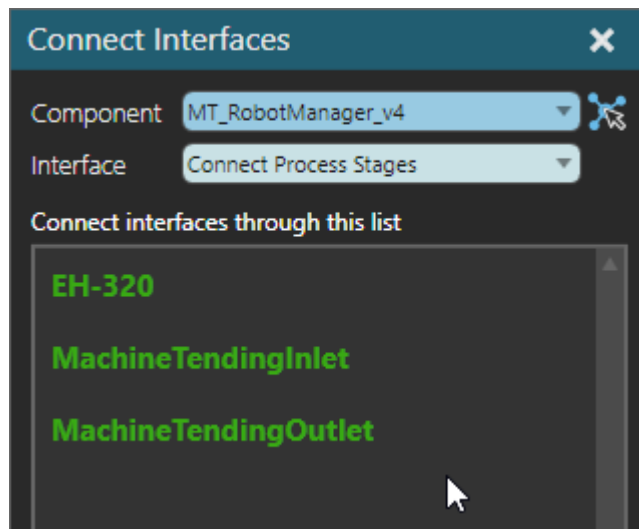 Connect Interfaces
Component MT_RobotManager_v4
Interface Connect Process Stages
Connect interfaces through this list
EH-320
MachineTendingInlet
MachineTendingOutlet